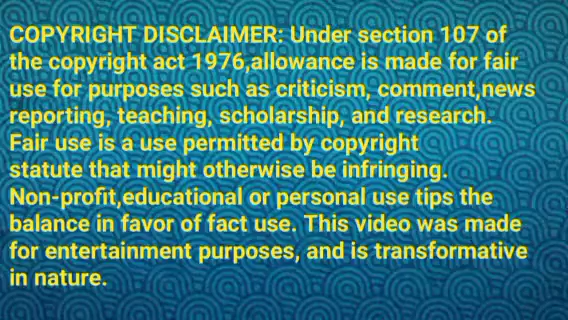 COPYRIGHT DISCLAIMER: Under section 107 of
the copyright act 1976,allowance is made for fair
use for purposes such as criticism, comment,news
reporting, teaching, scholarship, and research.
Fair use is a use permitted by copyright
statute that might otherwise be infringing.
Non-profit,educational or personal use tips the
balance in favor of fact use. This video was made
for entertainment purposes, and is transformative
in nature.